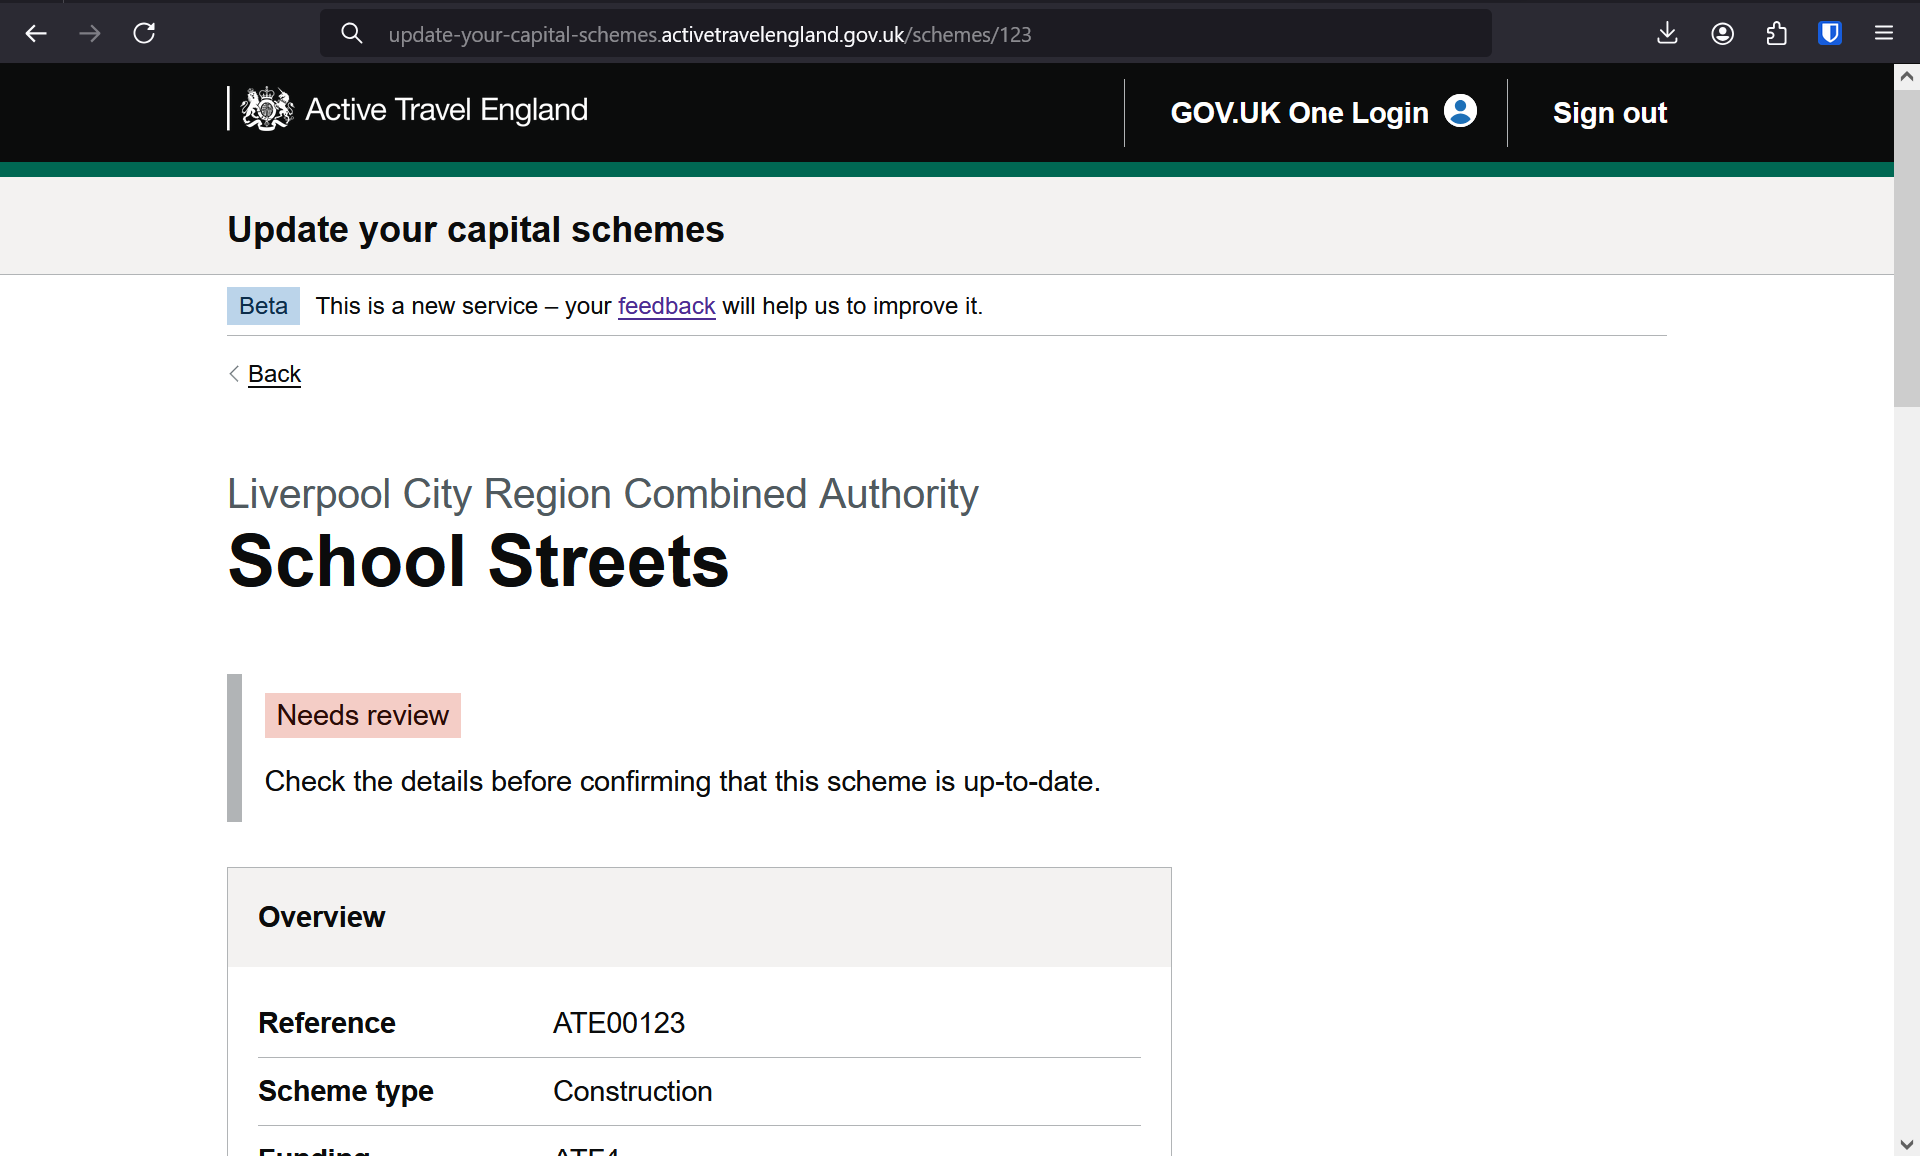 update-your-capital-schemes.activetravelengland.gov.uk/schemes/123
Active Travel England
GOV.UK One Login
Sign out
Update your capital schemes
Beta This is a new service – your feedback will help us to improve it.
Back
Liverpool City Region Combined Authority
School Streets
Needs review
Check the details before confirming that this scheme is up-to-date.
Overview
Reference ATE00123
Scheme type Construction
Funding ATE4